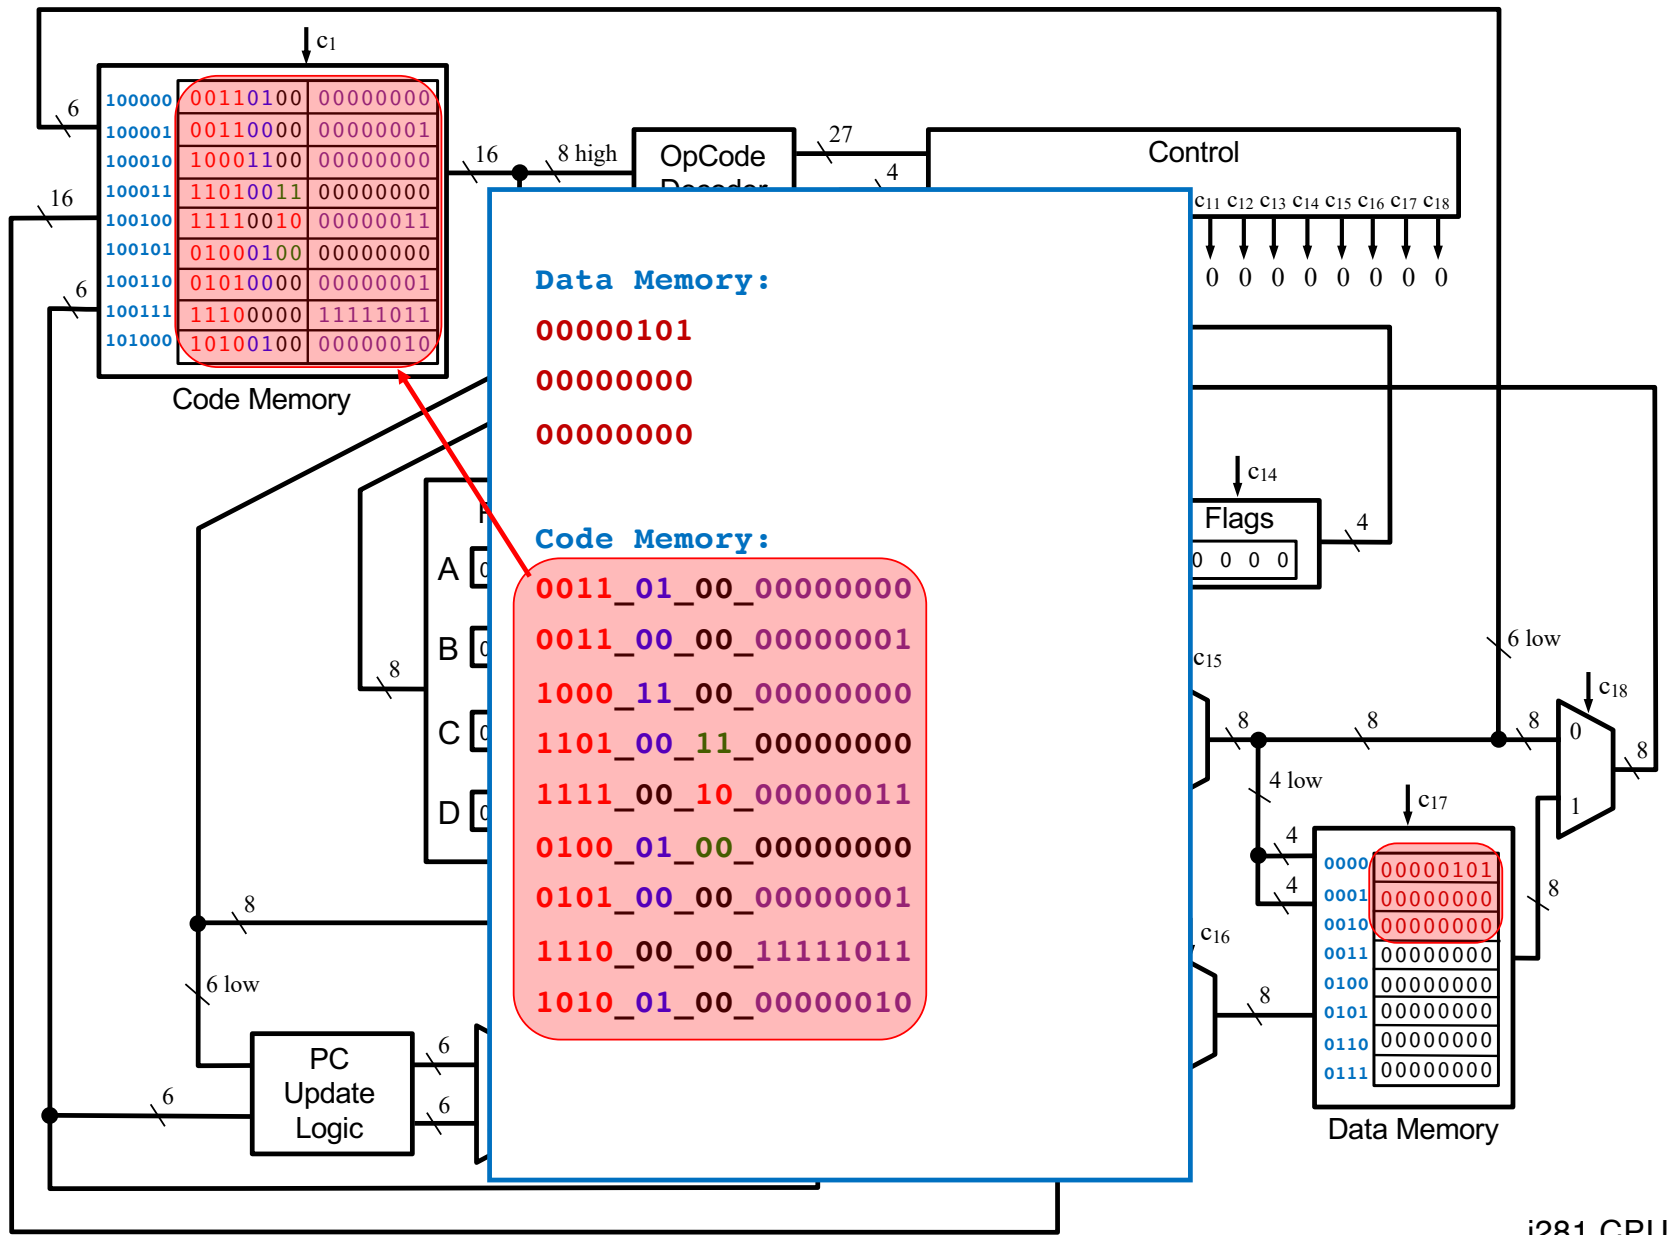 c1
100000 00110100 00000000
100001 00110000 00000001
100010 10001100 00000000
100011 11010011 00000000
100100 11110010 00000011
100101 01000100 00000000
100110 01010000 00000001
100111 11100000 11111011
101000 10100100 00000010
Code Memory
6
16
6
16
8 high
OpCode
27
4
Control
c11 c12 c13 c14 c15 c16 c17 c18
0 0 0 0 0 0 0 0
Data Memory:
00000101
00000000
00000000
Code Memory:
0011_01_00_00000000
0011_00_00_00000001
1000_11_00_00000000
1101_00_11_00000000
1111_00_10_00000011
0100_01_00_00000000
0101_00_00_00000001
1110_00_00_11111011
1010_01_00_00000010
A
B
C
D
8
8
6 low
PC
Update
Logic
6
6
6
c14
Flags
0 0 0 0
4
c15
6 low
c18
8
8
8
0
1
8
4 low
4
4
c17
c16
8
8
0000 00000101
0001 00000000
0010 00000000
0011 00000000
0100 00000000
0101 00000000
0110 00000000
0111 00000000
Data Memory
i281 CPU